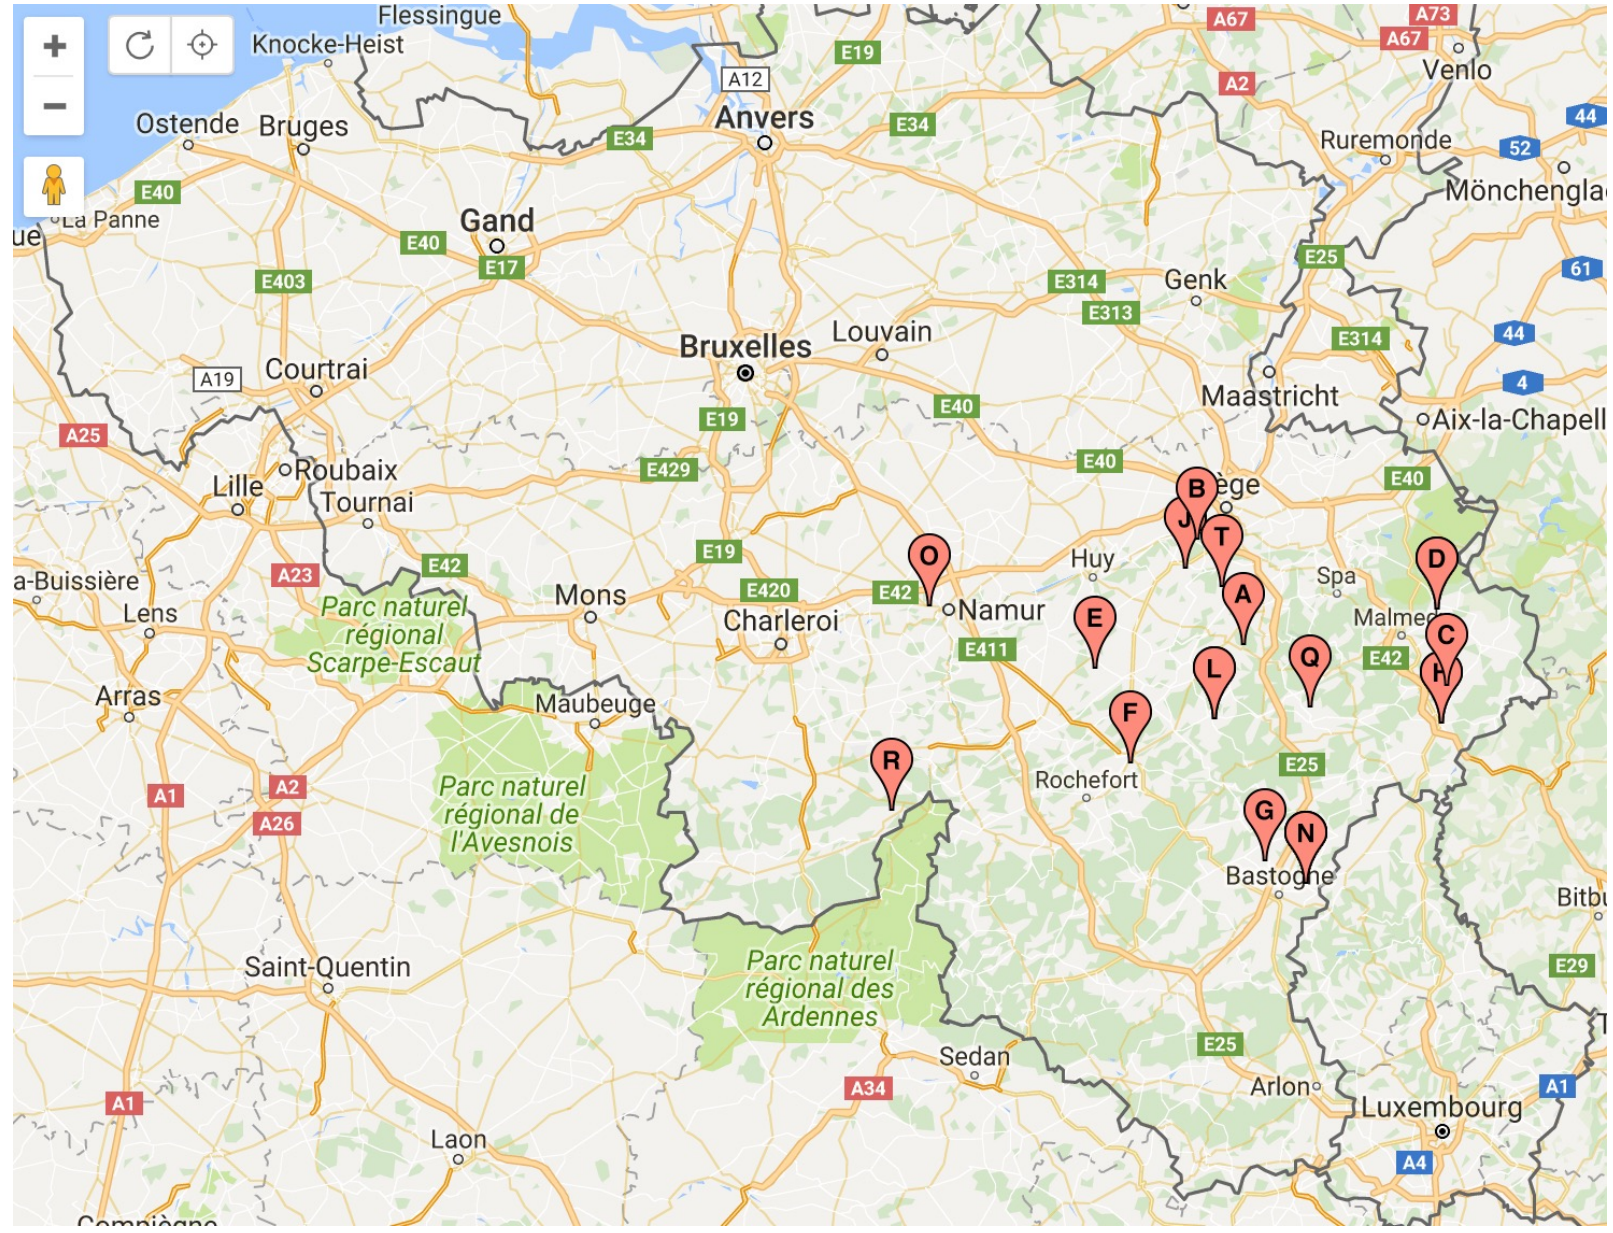 Flessingue
A67
A73
A67
Knocke-Heist
E19
Venlo
A12
A2
Anvers
44
Ostende
Bruges
E34
E34
Ruremonde
52
E40
Mönchengla
La Panne
Gand
ue
E40
E17
E25
61
E403
Genk
E314
E313
Bruxelles
Louvain
44
E314
Courtrai
A19
Maastricht
4
E19
E40
Aix-la-Chapell
A25
E429
Roubaix
E40
E40
Lille
Tournai
B
ège
J
T
E19
O
Huy
D
E42
A23
a-Buissière
E420
E42
Spa
A
Mons
Namur
Lens
Parc naturel
régional
Scarpe-Escaut
Charleroi
E
Malmed
C
E411
L
Q
E42
H
Arras
Maubeuge
F
R
E25
Rochefort
A1
A2
Parc naturel
régional de
l'Avesnois
A26
G
N
Bastogne
Bitbu
Saint-Quentin
Parc naturel
régional des
Ardennes
E29
Sedan
E25
A34
Arlon
A1
A1
Luxembourg
Laon
A4
Compiègne